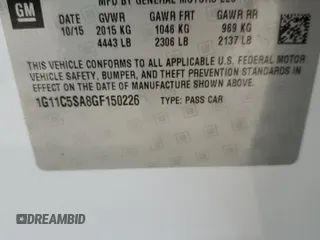 GM
MFD BY GENERAL MOTORS LLC
10/15 GVWR GAWR FRT GAWR RR
2015 KG 1046 KG 969 KG
4443 LB 2306 LB 2137 LB
THIS VEHICLE CONFORMS TO ALL APPLICABLE U.S. FEDERAL MOTOR VEHICLE
SAFETY, BUMPER, AND THEFT PREVENTION STANDARDS IN EFFECT
ON THE DATE OF MANUFACTURE SHOWN ABOVE.
1G11C5SA8GF150226 TYPE: PASS CAR
DREAMBID